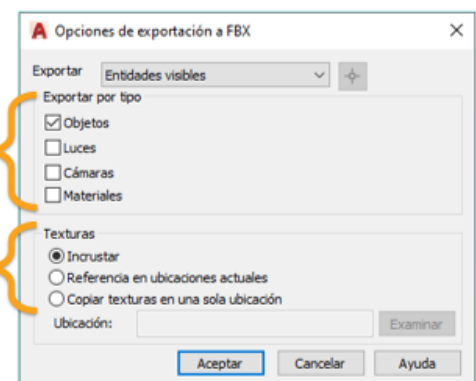 Opciones de exportación a FBX
Exportar Entidades visibles
Exportar por tipo
Objetos
Luces
Cámaras
Materiales
Texturas
Incrustar
Referencia en ubicaciones actuales
Copiar texturas en una sola ubicación
Ubicación: Examinar
Aceptar Cancelar Ayuda